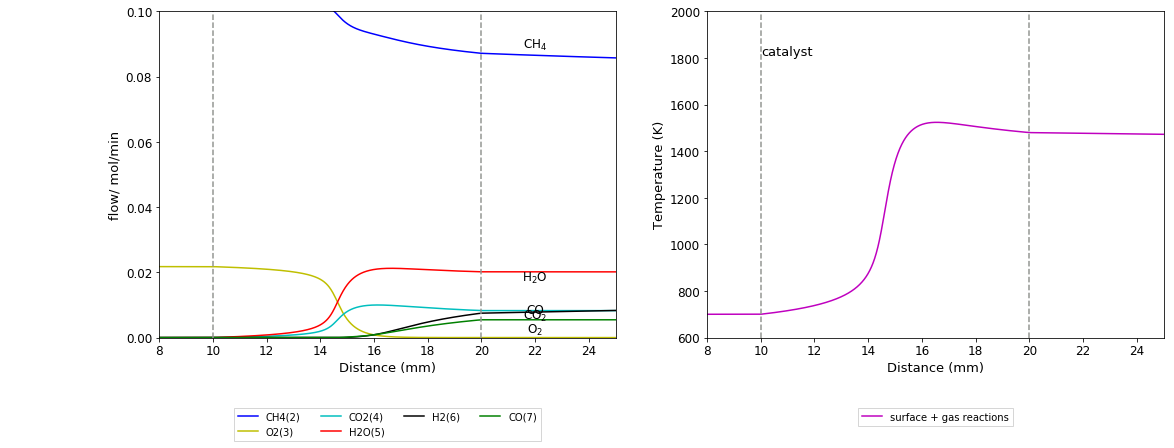 0.10
0.08
0.06
0.04
0.02
0.00
flow/ mol/min
CH4
H2O
CO
CO2
O2
8 10 12 14 16 18 20 22 24
Distance (mm)
CH4(2) CO2(4) H2(6) CO(7)
O2(3) H2O(5)
2000
1800
1600
1400
1200
1000
800
600
Temperature (K)
catalyst
8 10 12 14 16 18 20 22 24
Distance (mm)
surface + gas reactions